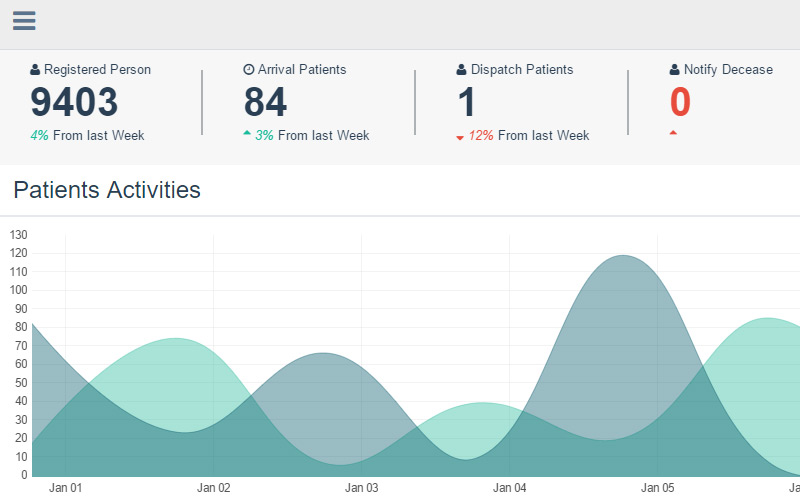 Registered Person
9403
4% From last Week
Arrival Patients
84
3% From last Week
Dispatch Patients
1
12% From last Week
Notify Decease
0
Patients Activities
130
120
110
100
90
80
70
60
50
40
30
20
10
0
Jan 01
Jan 02
Jan 03
Jan 04
Jan 05
Ja